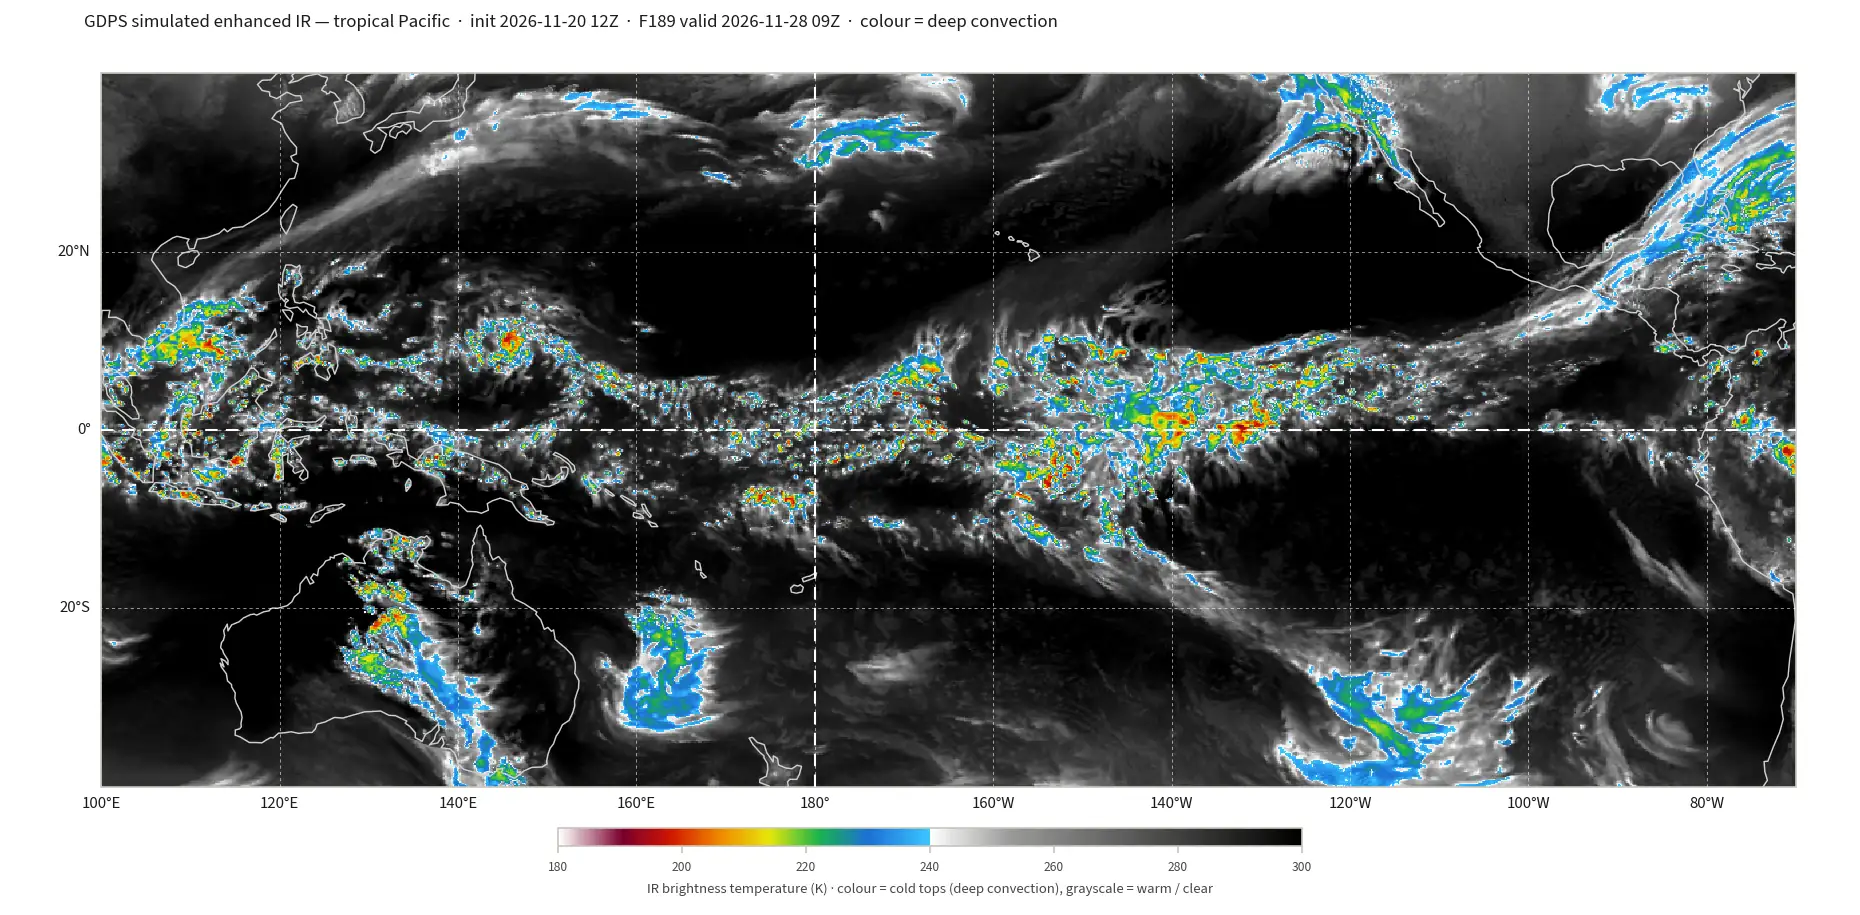 GDPS simulated enhanced IR — tropical Pacific · init 2026-11-20 12Z · F189 valid 2026-11-28 09Z · colour = deep convection
20°N
0°
20°S
100°E 120°E 140°E 160°E 180° 160°W 140°W 120°W 100°W 80°W
180 200 220 240 260 280 300
IR brightness temperature (K) · colour = cold tops (deep convection), grayscale = warm / clear